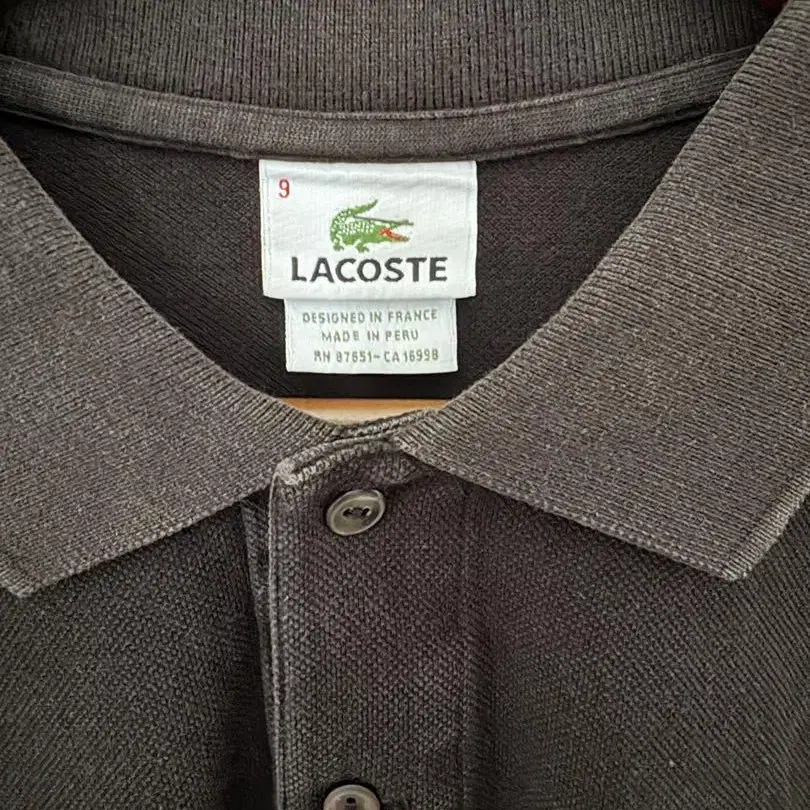 9
LACOSTE
DESIGNED IN FRANCE
MADE IN PERU
RN 87651-CA 16998